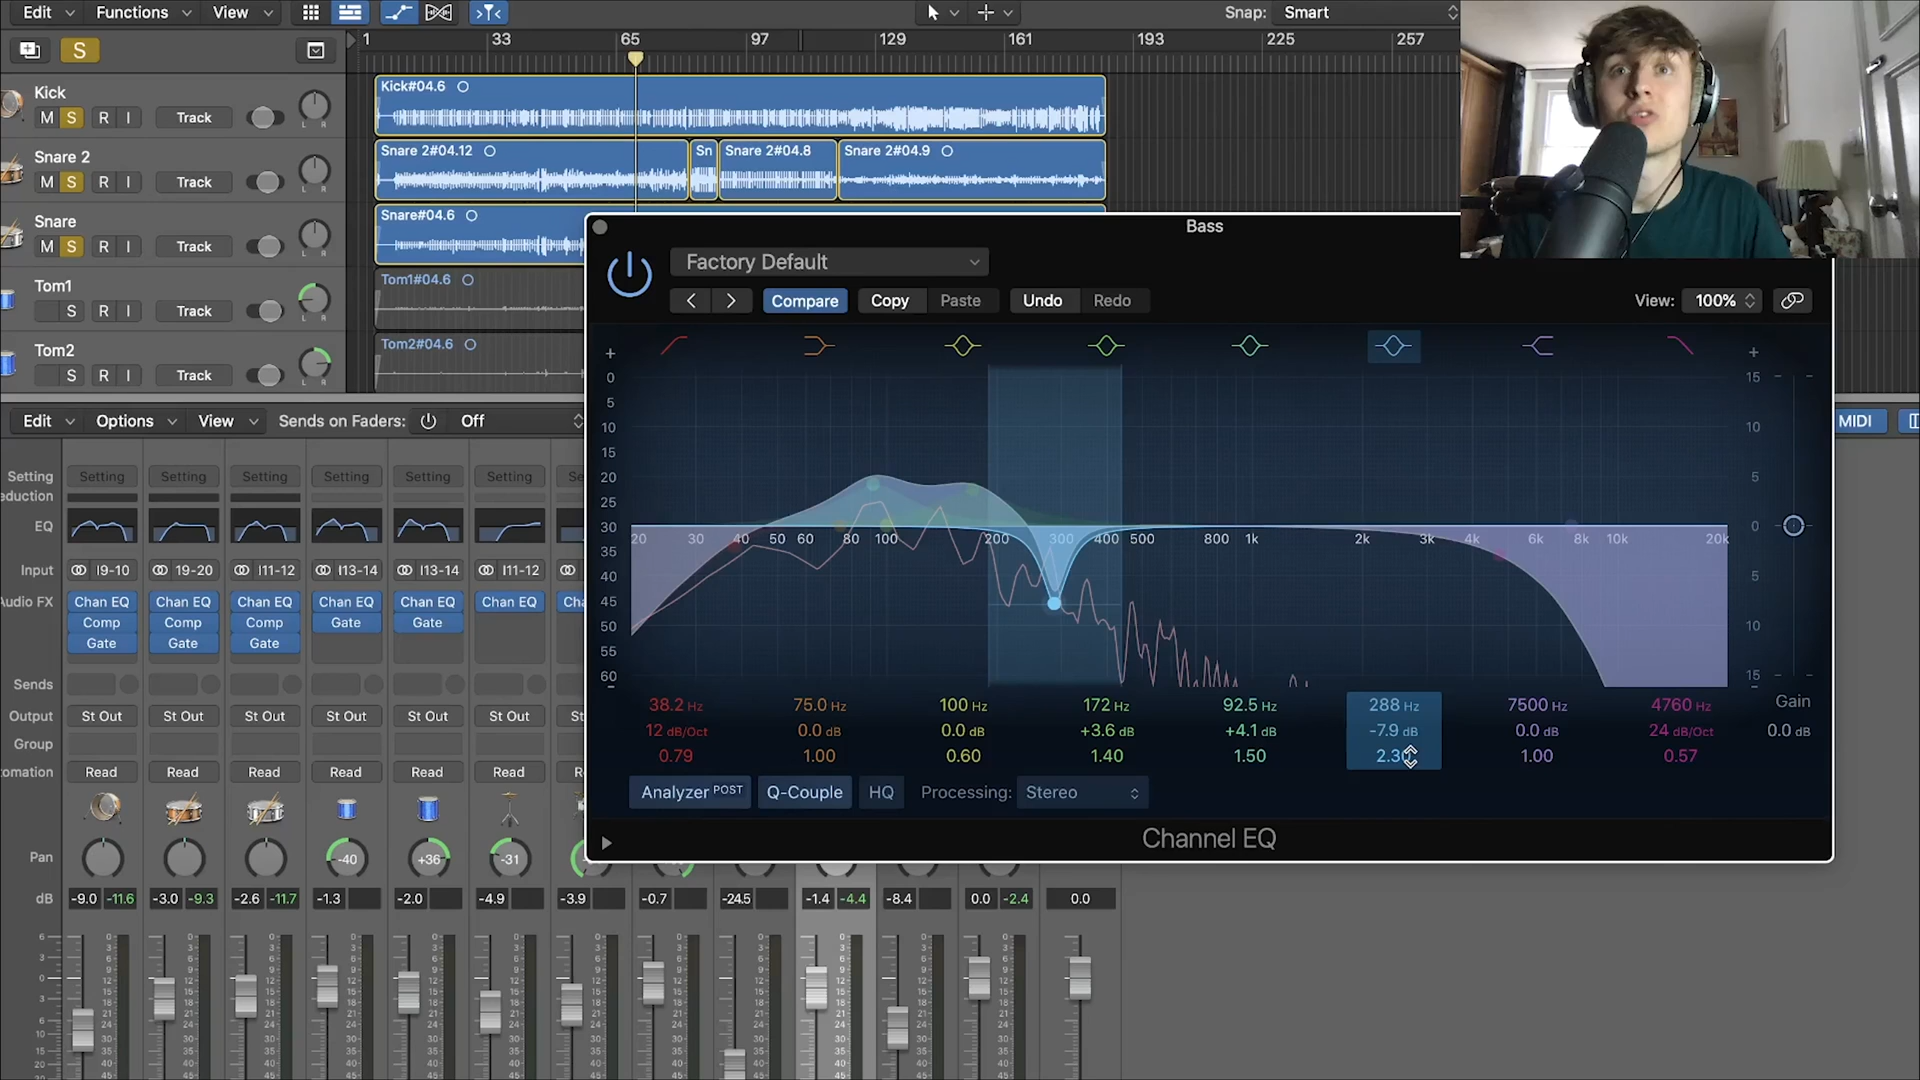 Edit Functions View Snap: Smart
S 1 33 65 97 129 161 193 225 257
Kick Kick#04.6
M S R I Track L R
Snare 2 Snare 2#04.12 Sn Snare 2#04.8 Snare 2#04.9
M S R I Track L R
Snare Snare#04.6
M S R I Track L R
Tom1 Tom1#04.6
S R I Track L R
Tom2 Tom2#04.6
S R I Track L R
Bass
Factory Default
Compare Copy Paste Undo Redo View: 100%
+ +
0 15
5
10 10
15
20 5
25
30 0
20 30 40 50 60 80 100 200 300 400 500 800 1k 2k 3k 4k 6k 8k 10k 20k
35
40 5
45
50 10
55
60 15
38.2 Hz 75.0 Hz 100 Hz 172 Hz 92.5 Hz 288 Hz 7500 Hz 4760 Hz Gain
12 dB/Oct 0.0 dB 0.0 dB +3.6 dB +4.1 dB -7.9 dB 0.0 dB 24 dB/Oct 0.0 dB
0.79 1.00 0.60 1.40 1.50 1.00 0.57
Analyzer POST Q-Couple HQ Processing: Stereo
Channel EQ
Edit Options View Sends on Faders: Off MIDI
Setting Setting Setting Setting Setting Setting Setting Se
eduction
EQ
Input I9-10 19-20 I11-12 I13-14 I13-14 I11-12
Audio FX Chan EQ Chan EQ Chan EQ Chan EQ Chan EQ Chan EQ Cha
Comp Comp Comp Gate Gate
Gate Gate Gate
Sends
Output St Out St Out St Out St Out St Out St Out St
Group
tomation Read Read Read Read Read Read Re
Pan -40 +36 -31
dB -9.0 -11.6 -3.0 -9.3 -2.6 -11.7 -1.3 -2.0 -4.9 -3.9 -0.7 -24.5 -1.4 -4.4 -8.4 0.0 -2.4 0.0